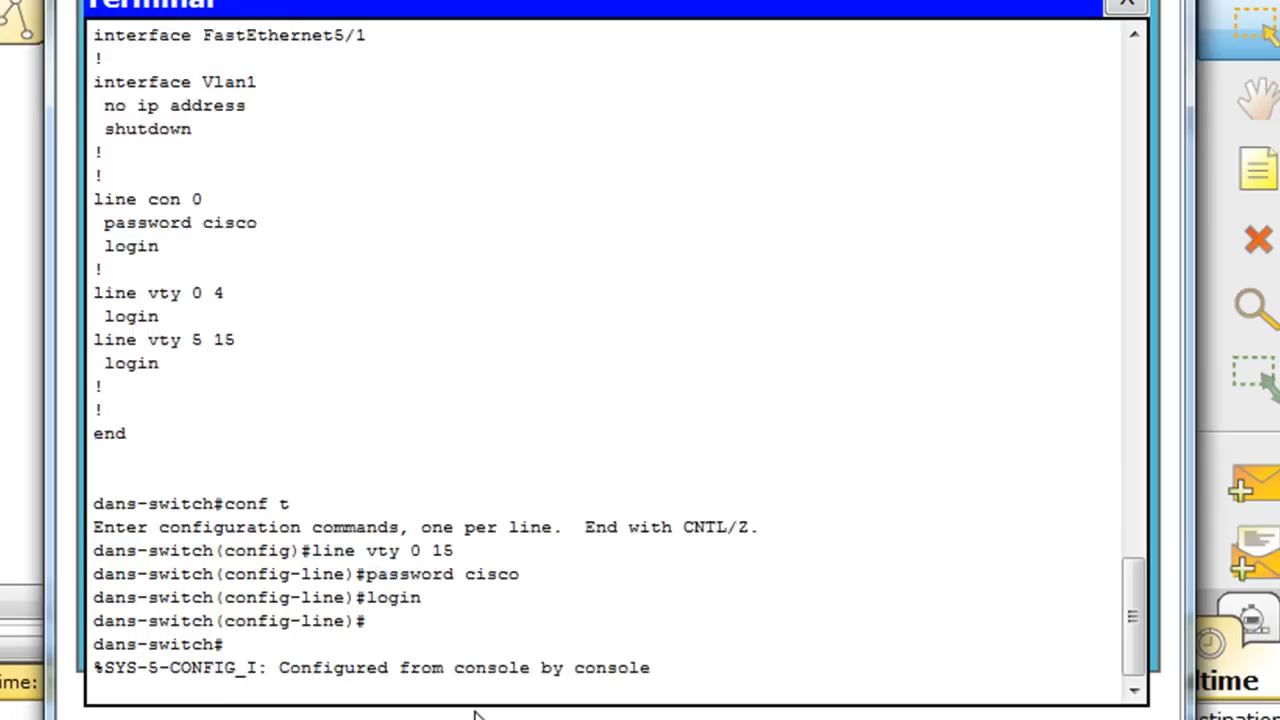 Terminal
interface FastEthernet5/1
!
interface Vlan1
no ip address
shutdown
!
!
line con 0
password cisco
login
!
line vty 0 4
login
line vty 5 15
login
!
!
end
dans-switch#conf t
Enter configuration commands, one per line.  End with CNTL/Z.
dans-switch(config)#line vty 0 15
dans-switch(config-line)#password cisco
dans-switch(config-line)#login
dans-switch(config-line)#
dans-switch#
%SYS-5-CONFIG_I: Configured from console by console
ime:
ltime